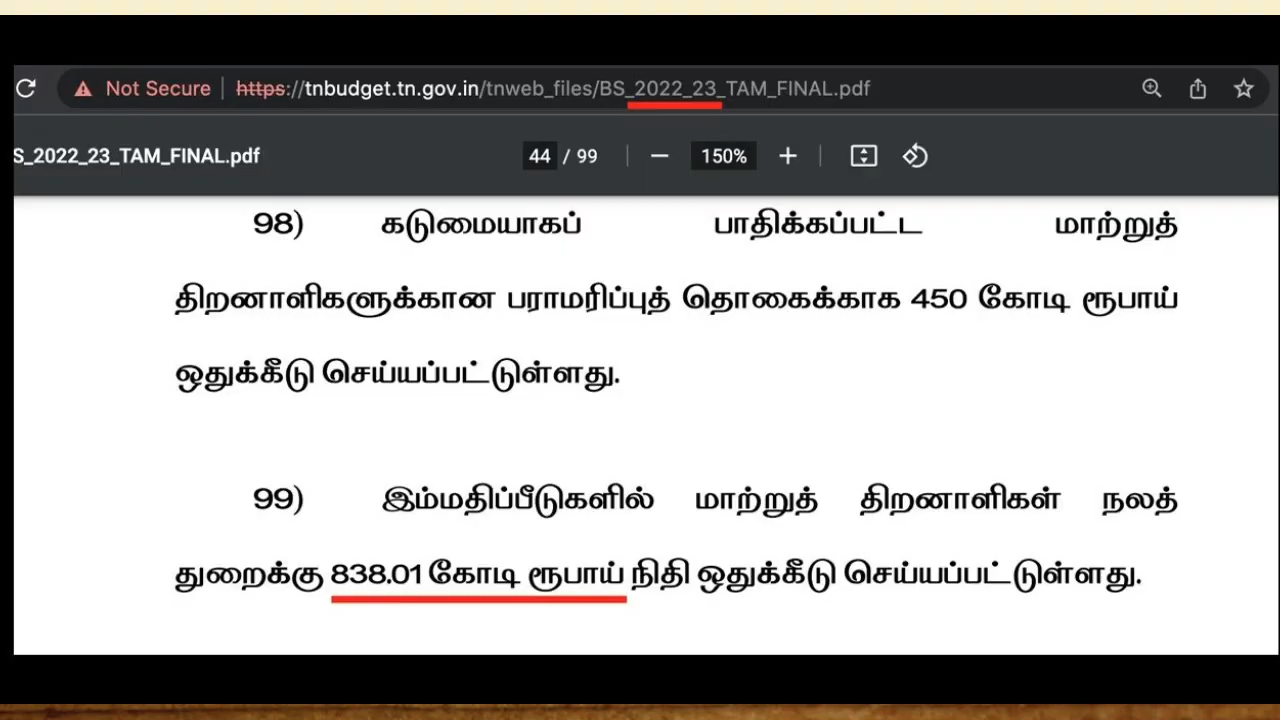 Not Secure https://tnbudget.tn.gov.in/tnweb_files/BS_2022_23_TAM_FINAL.pdf
S_2022_23_TAM_FINAL.pdf 44 / 99 − 150% +
98) கடுமையாகப் பாதிக்கப்பட்ட மாற்றுத்
திறனாளிகளுக்கான பராமரிப்புத் தொகைக்காக 450 கோடி ரூபாய்
ஒதுக்கீடு செய்யப்பட்டுள்ளது.
99) இம்மதிப்பீடுகளில் மாற்றுத் திறனாளிகள் நலத்
துறைக்கு 838.01 கோடி ரூபாய் நிதி ஒதுக்கீடு செய்யப்பட்டுள்ளது.